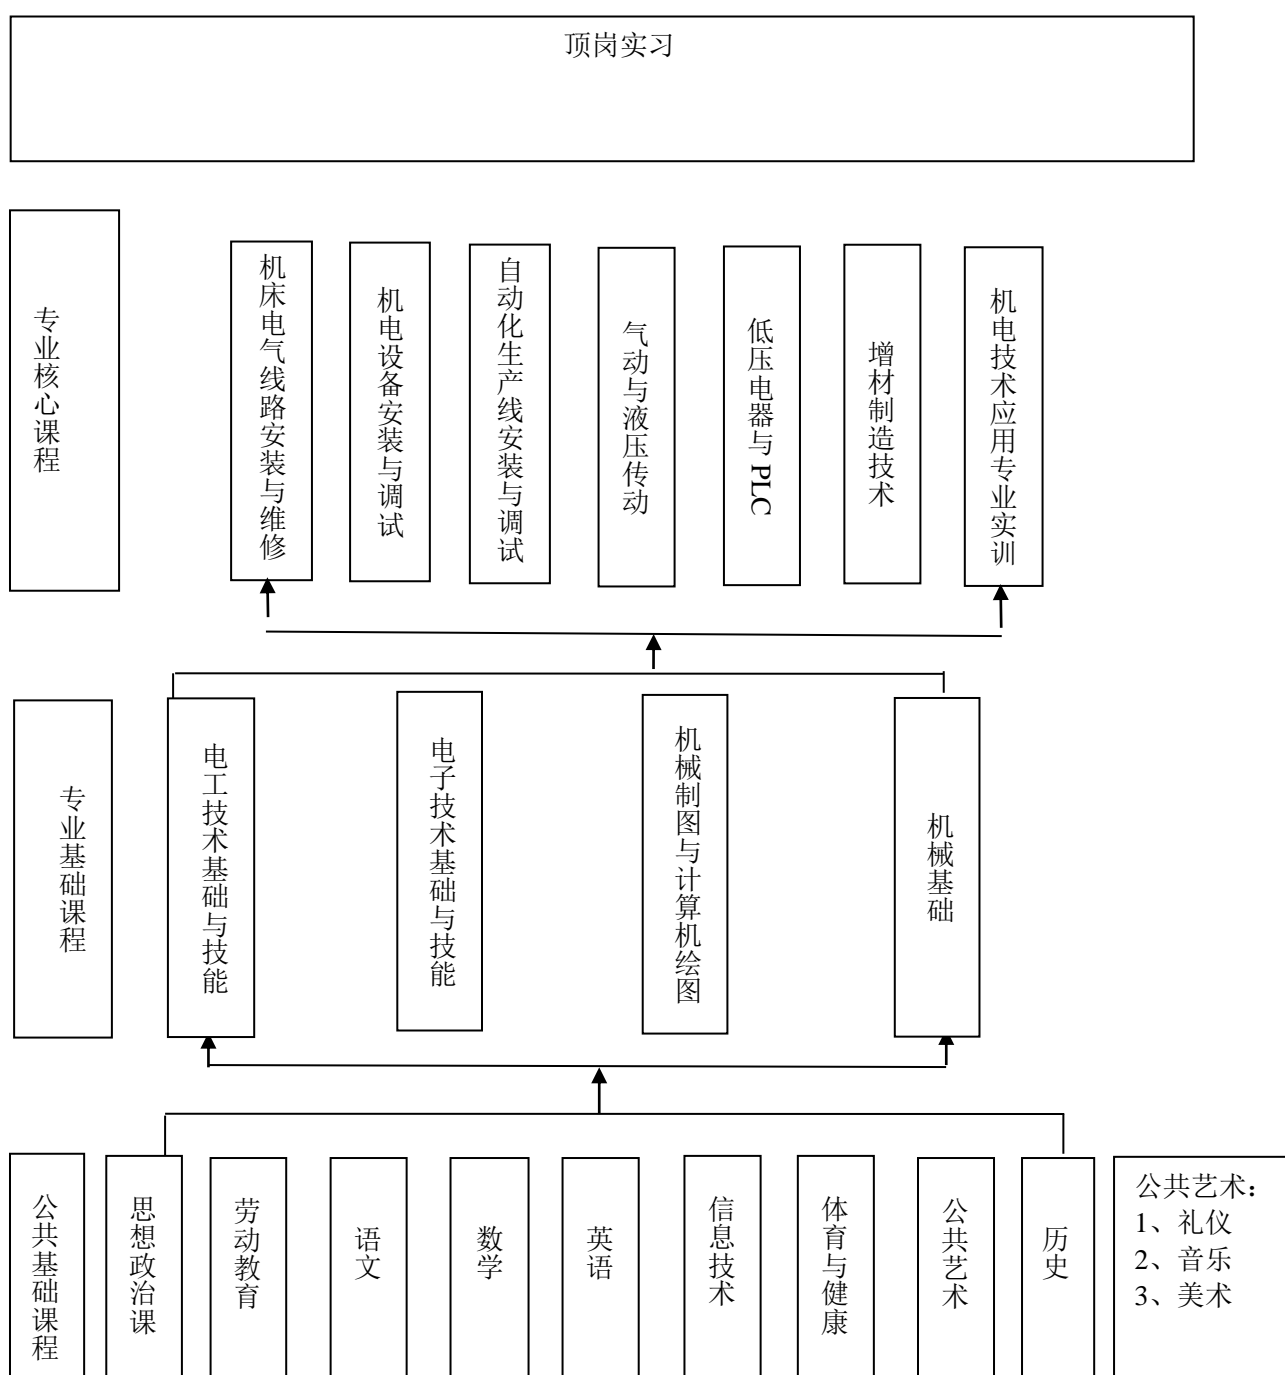 顶岗实习
专业核心课程
机床电气线路安装与维修
机电设备安装与调试
自动化生产线安装与调试
气动与液压传动
低压电器与 PLC
增材制造技术
机电技术应用专业实训
专业基础课程
电工技术基础与技能
电子技术基础与技能
机械制图与计算机绘图
机械基础
公共基础课程
思想政治课
劳动教育
语文
数学
英语
信息技术
体育与健康
公共艺术
历史
公共艺术：
1、礼仪
2、音乐
3、美术